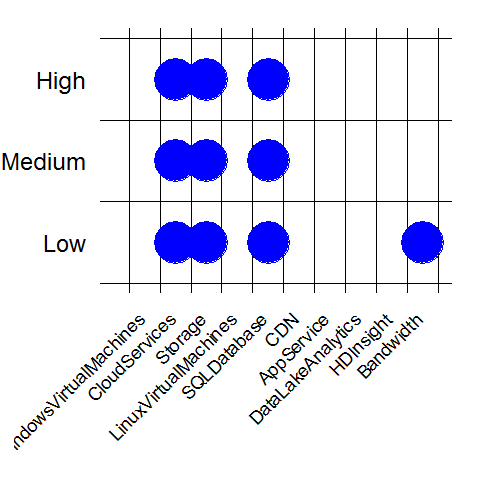 High
Medium
Low
ndowsVirtualMachines
CloudServices
Storage
LinuxVirtualMachines
SQLDatabase
CDN
AppService
DataLakeAnalytics
HDInsight
Bandwidth